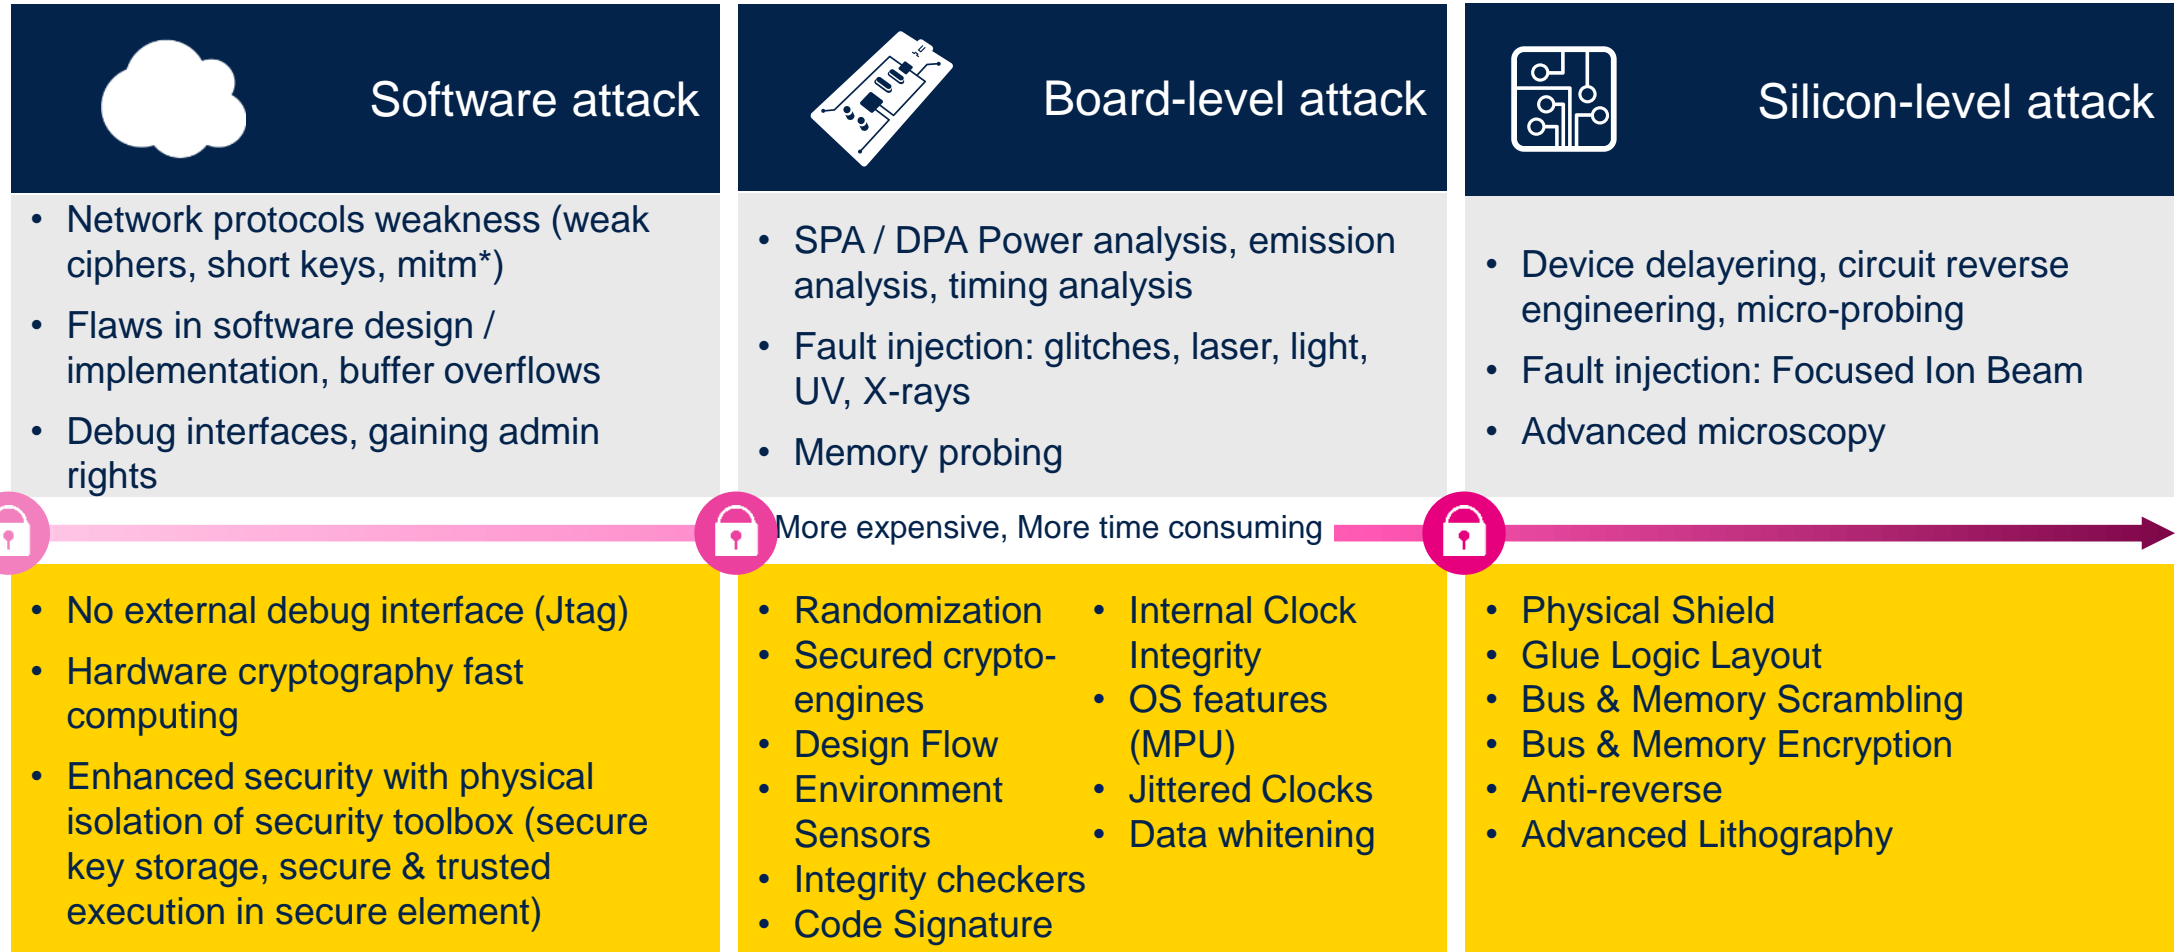 Software attack
• Network protocols weakness (weak
ciphers, short keys, mitm*)
• Flaws in software design /
implementation, buffer overflows
• Debug interfaces, gaining admin
rights
Board-level attack
• SPA / DPA Power analysis, emission
analysis, timing analysis
• Fault injection: glitches, laser, light,
UV, X-rays
• Memory probing
Silicon-level attack
• Device delayering, circuit reverse
engineering, micro-probing
• Fault injection: Focused Ion Beam
• Advanced microscopy
More expensive, More time consuming
• No external debug interface (Jtag)
• Hardware cryptography fast
computing
• Enhanced security with physical
isolation of security toolbox (secure
key storage, secure & trusted
execution in secure element)
• Randomization
• Secured crypto-
engines
• Design Flow
• Environment
Sensors
• Integrity checkers
• Code Signature
• Internal Clock
Integrity
• OS features
(MPU)
• Jittered Clocks
• Data whitening
• Physical Shield
• Glue Logic Layout
• Bus & Memory Scrambling
• Bus & Memory Encryption
• Anti-reverse
• Advanced Lithography